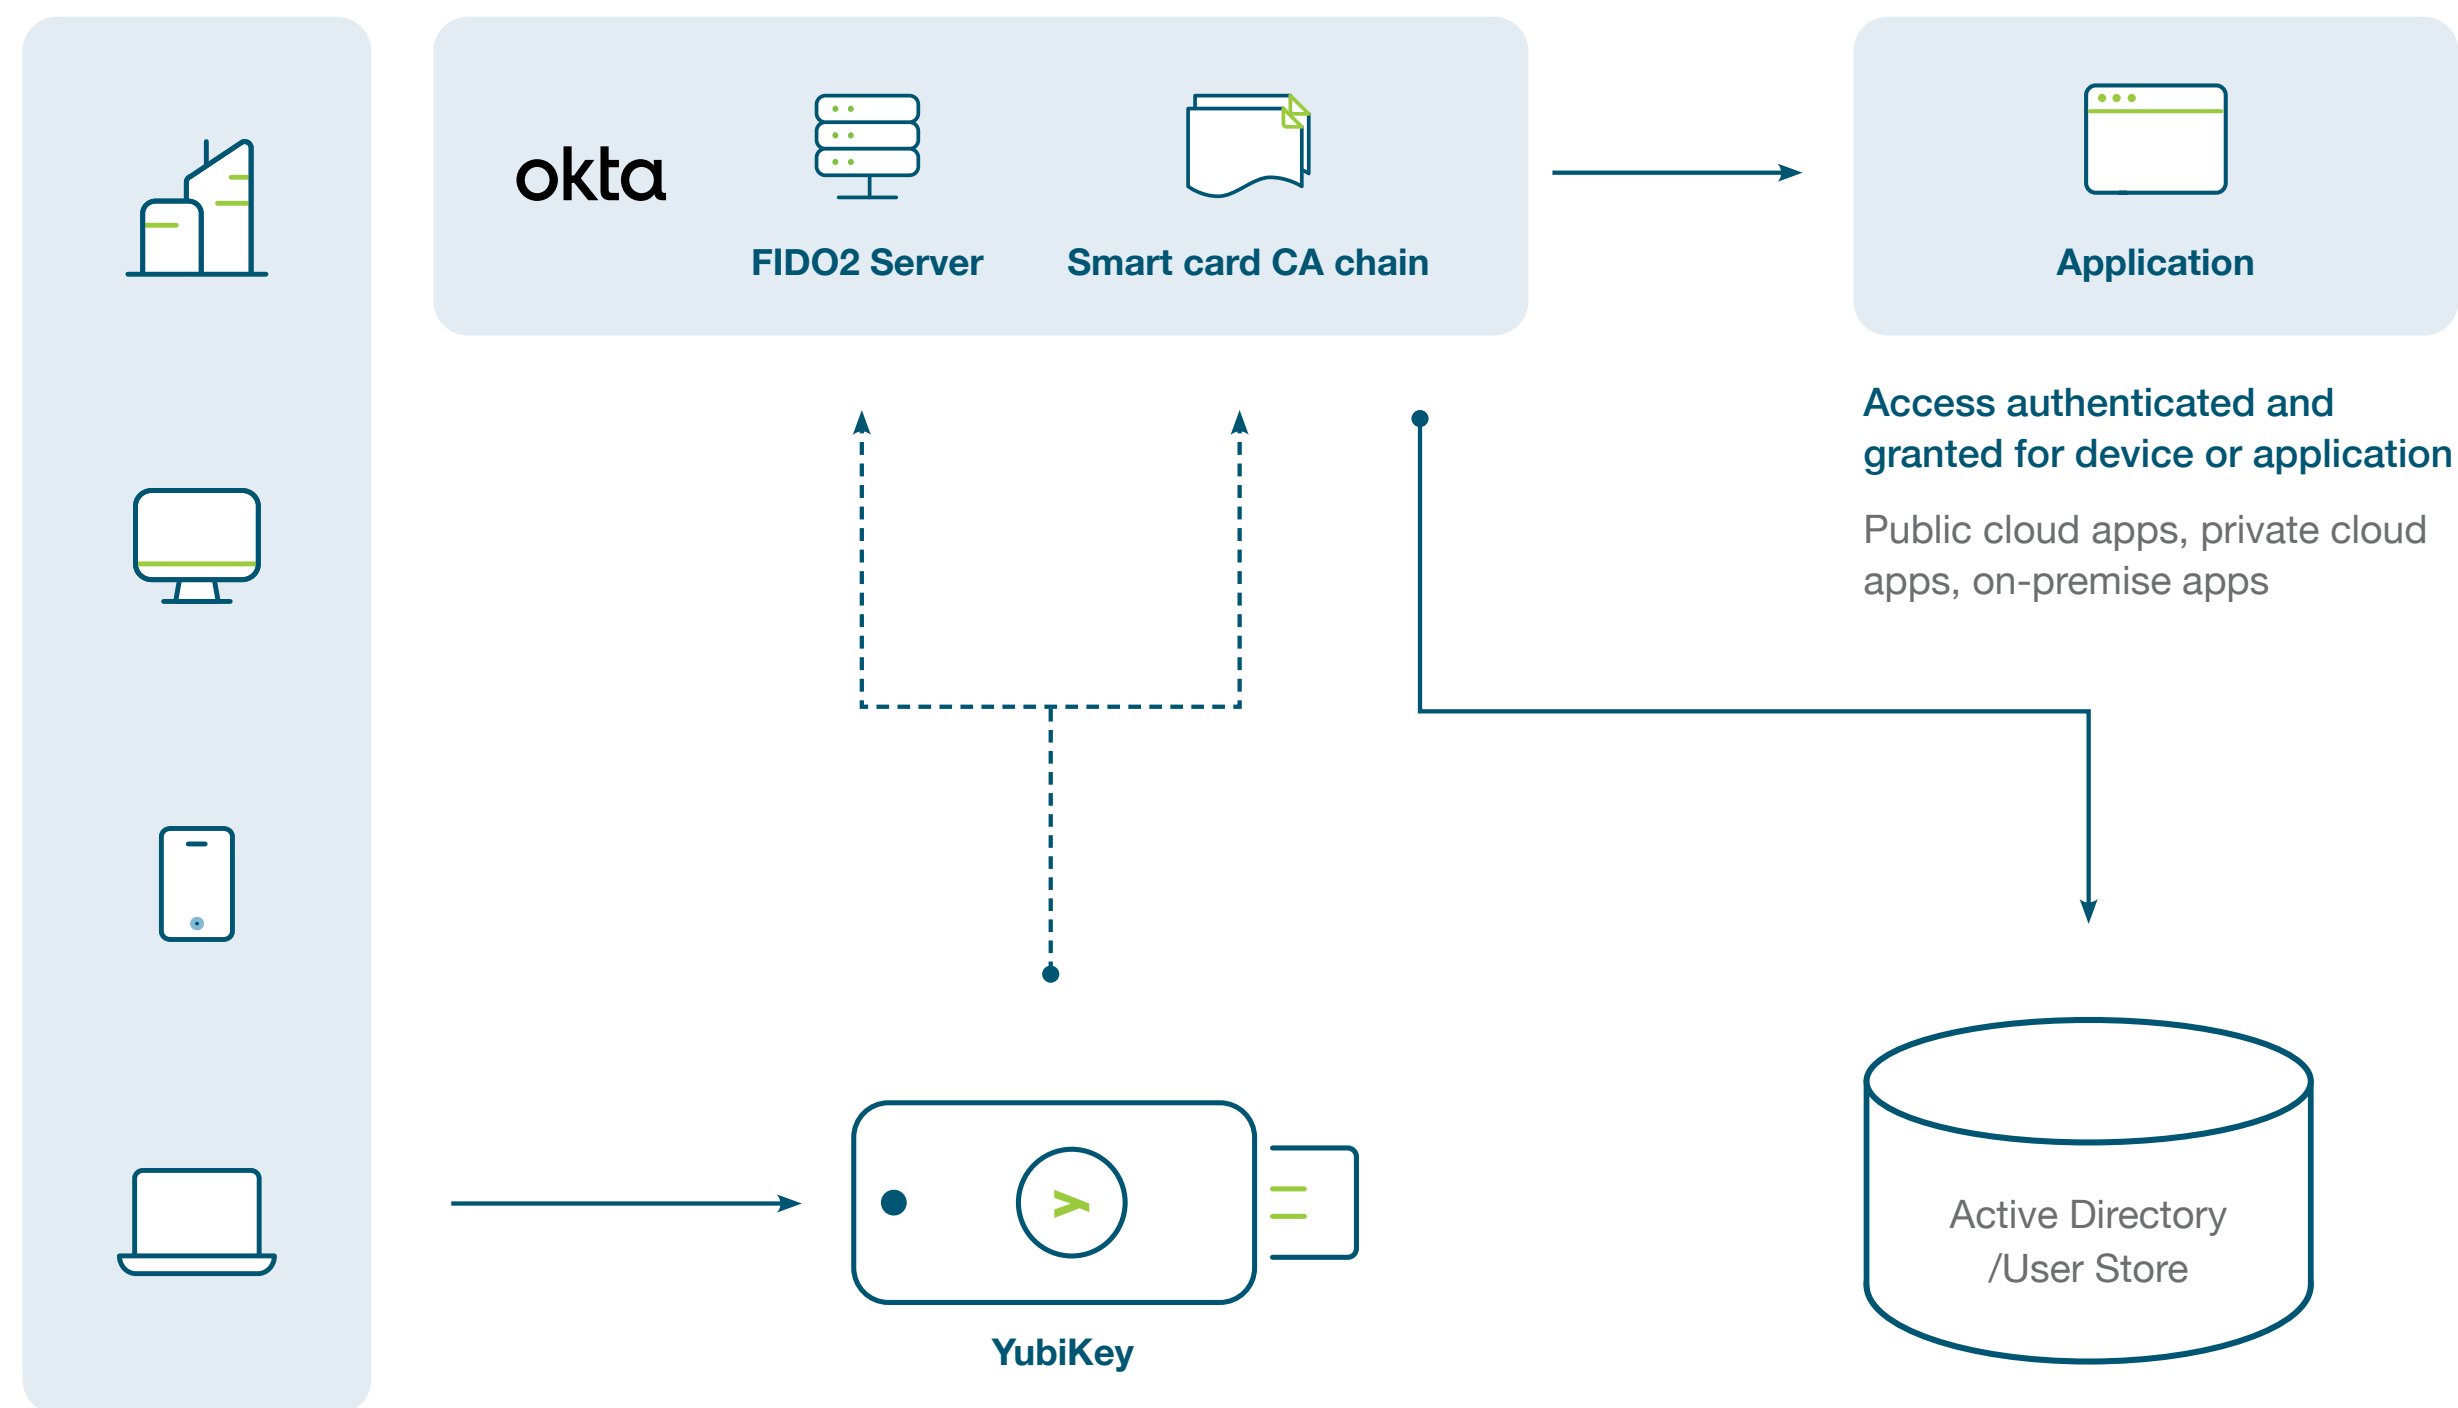 okta
FIDO2 Server
Smart card CA chain
Application
Access authenticated and
granted for device or application
Public cloud apps, private cloud
apps, on-premise apps
Active Directory
/User Store
YubiKey